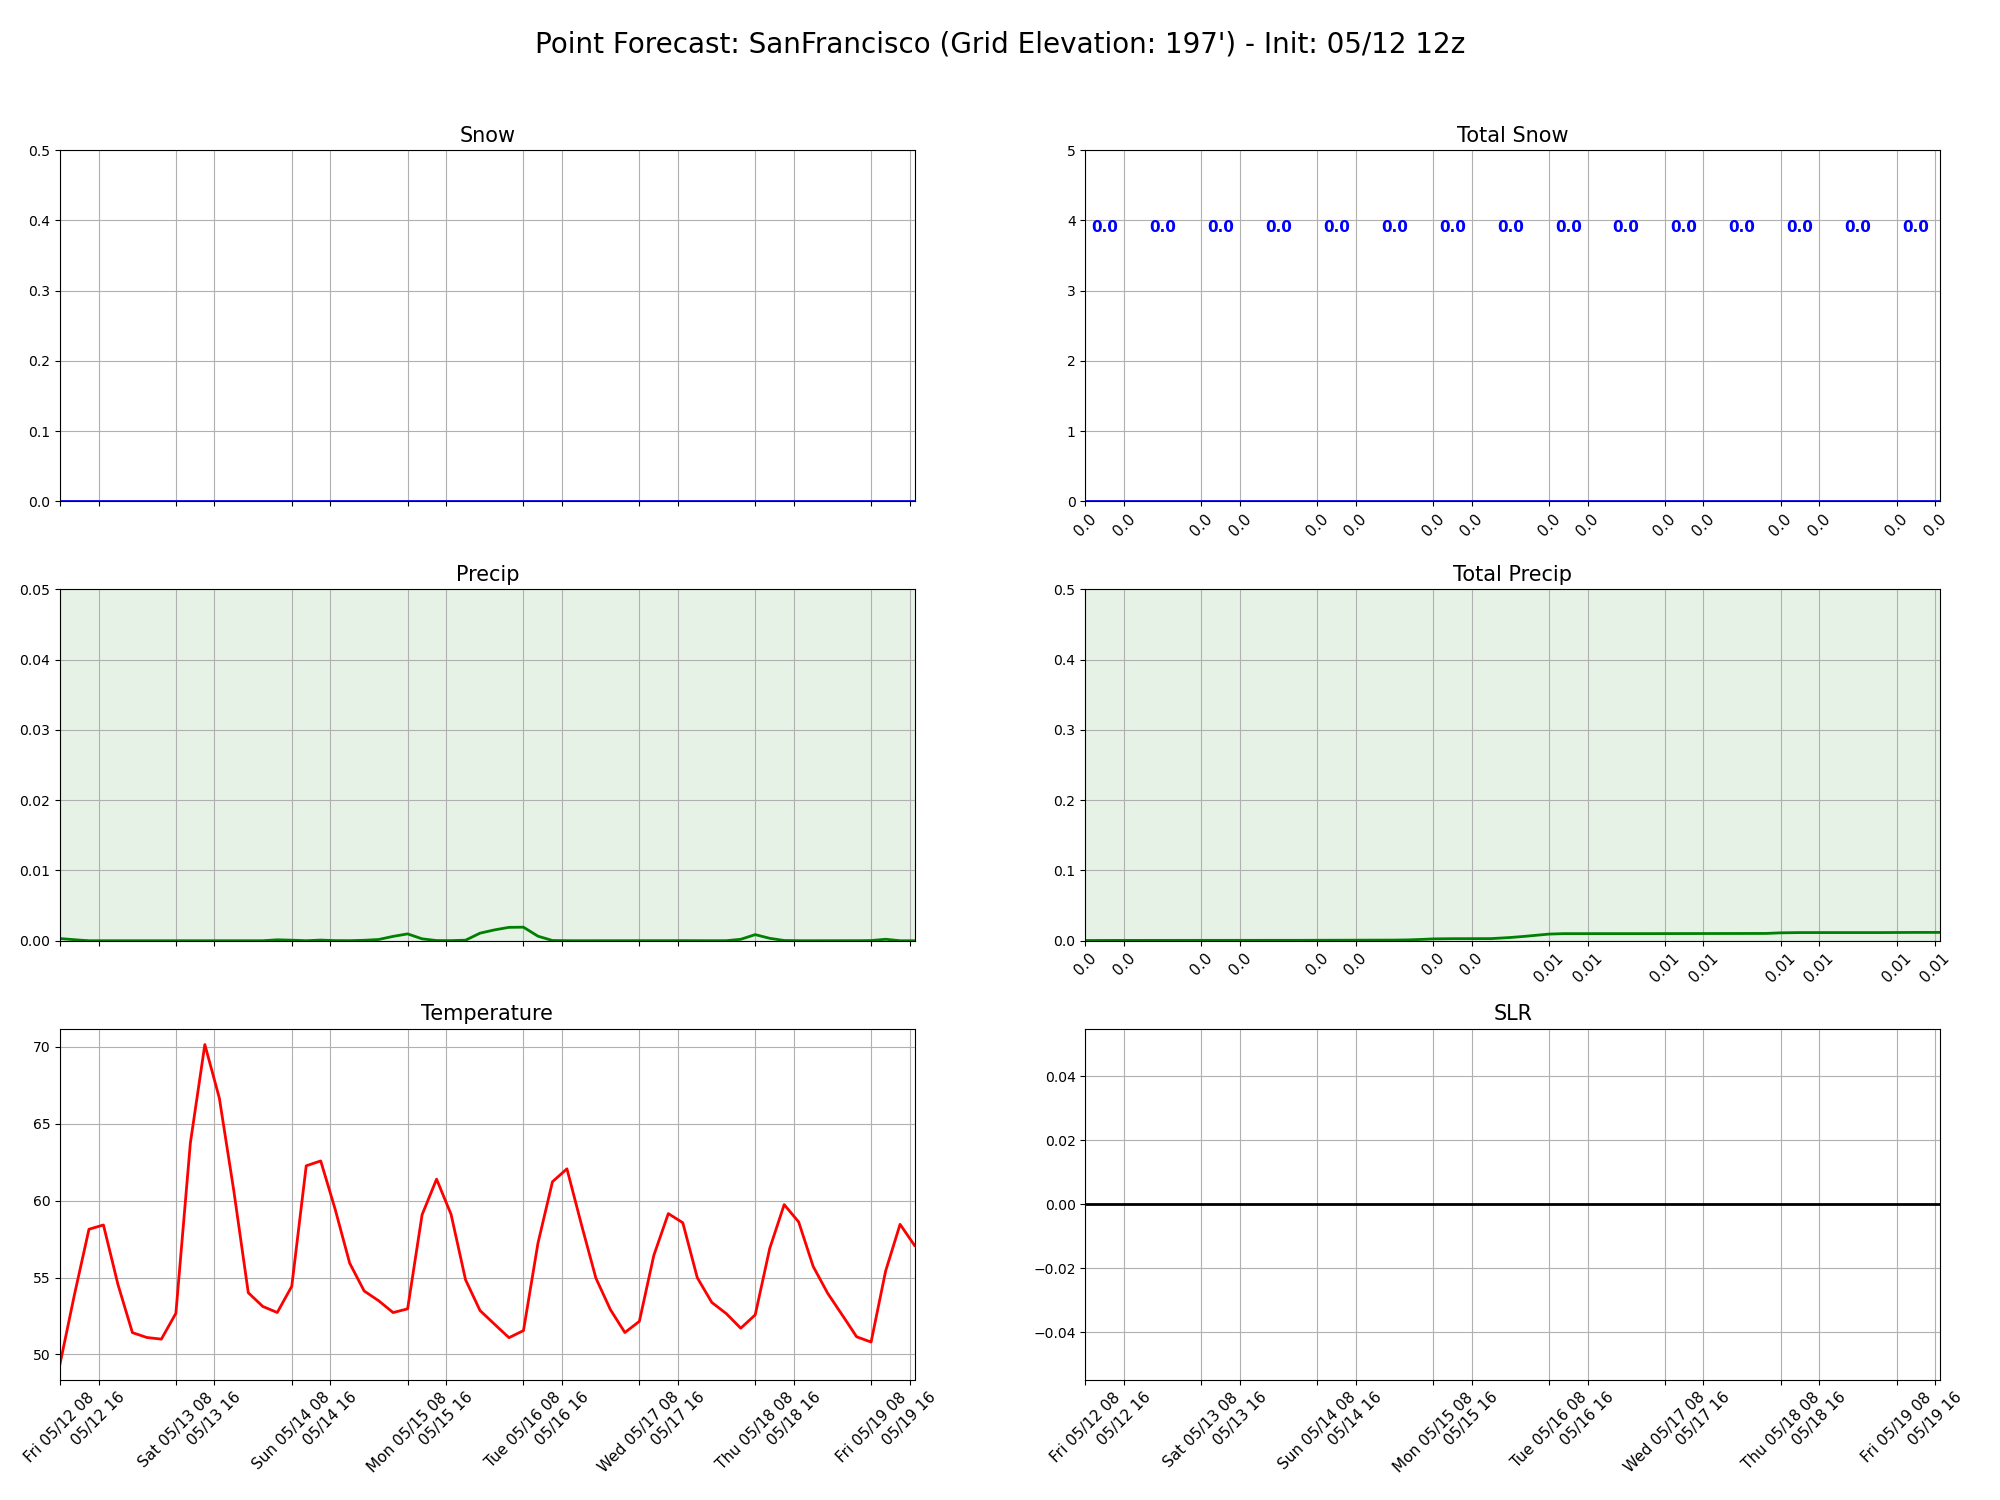 Point Forecast: SanFrancisco (Grid Elevation: 197') - Init: 05/12 12z
Snow
0.5
0.4
0.3
0.2
0.1
0.0
Total Snow
5
4
3
2
1
0
0.0 0.0 0.0 0.0 0.0 0.0 0.0 0.0 0.0 0.0 0.0 0.0 0.0 0.0 0.0
0.0 0.0 0.0 0.0 0.0 0.0 0.0 0.0 0.0 0.0 0.0 0.0 0.0 0.0 0.0 0.0
Precip
0.05
0.04
0.03
0.02
0.01
0.00
Total Precip
0.5
0.4
0.3
0.2
0.1
0.0
0.0 0.0 0.0 0.0 0.0 0.0 0.0 0.0 0.01 0.01 0.01 0.01 0.01 0.01 0.01 0.01
Temperature
70
65
60
55
50
Fri 05/12 08
05/12 16
Sat 05/13 08
05/13 16
Sun 05/14 08
05/14 16
Mon 05/15 08
05/15 16
Tue 05/16 08
05/16 16
Wed 05/17 08
05/17 16
Thu 05/18 08
05/18 16
Fri 05/19 08
05/19 16
SLR
0.04
0.02
0.00
−0.02
−0.04
Fri 05/12 08
05/12 16
Sat 05/13 08
05/13 16
Sun 05/14 08
05/14 16
Mon 05/15 08
05/15 16
Tue 05/16 08
05/16 16
Wed 05/17 08
05/17 16
Thu 05/18 08
05/18 16
Fri 05/19 08
05/19 16